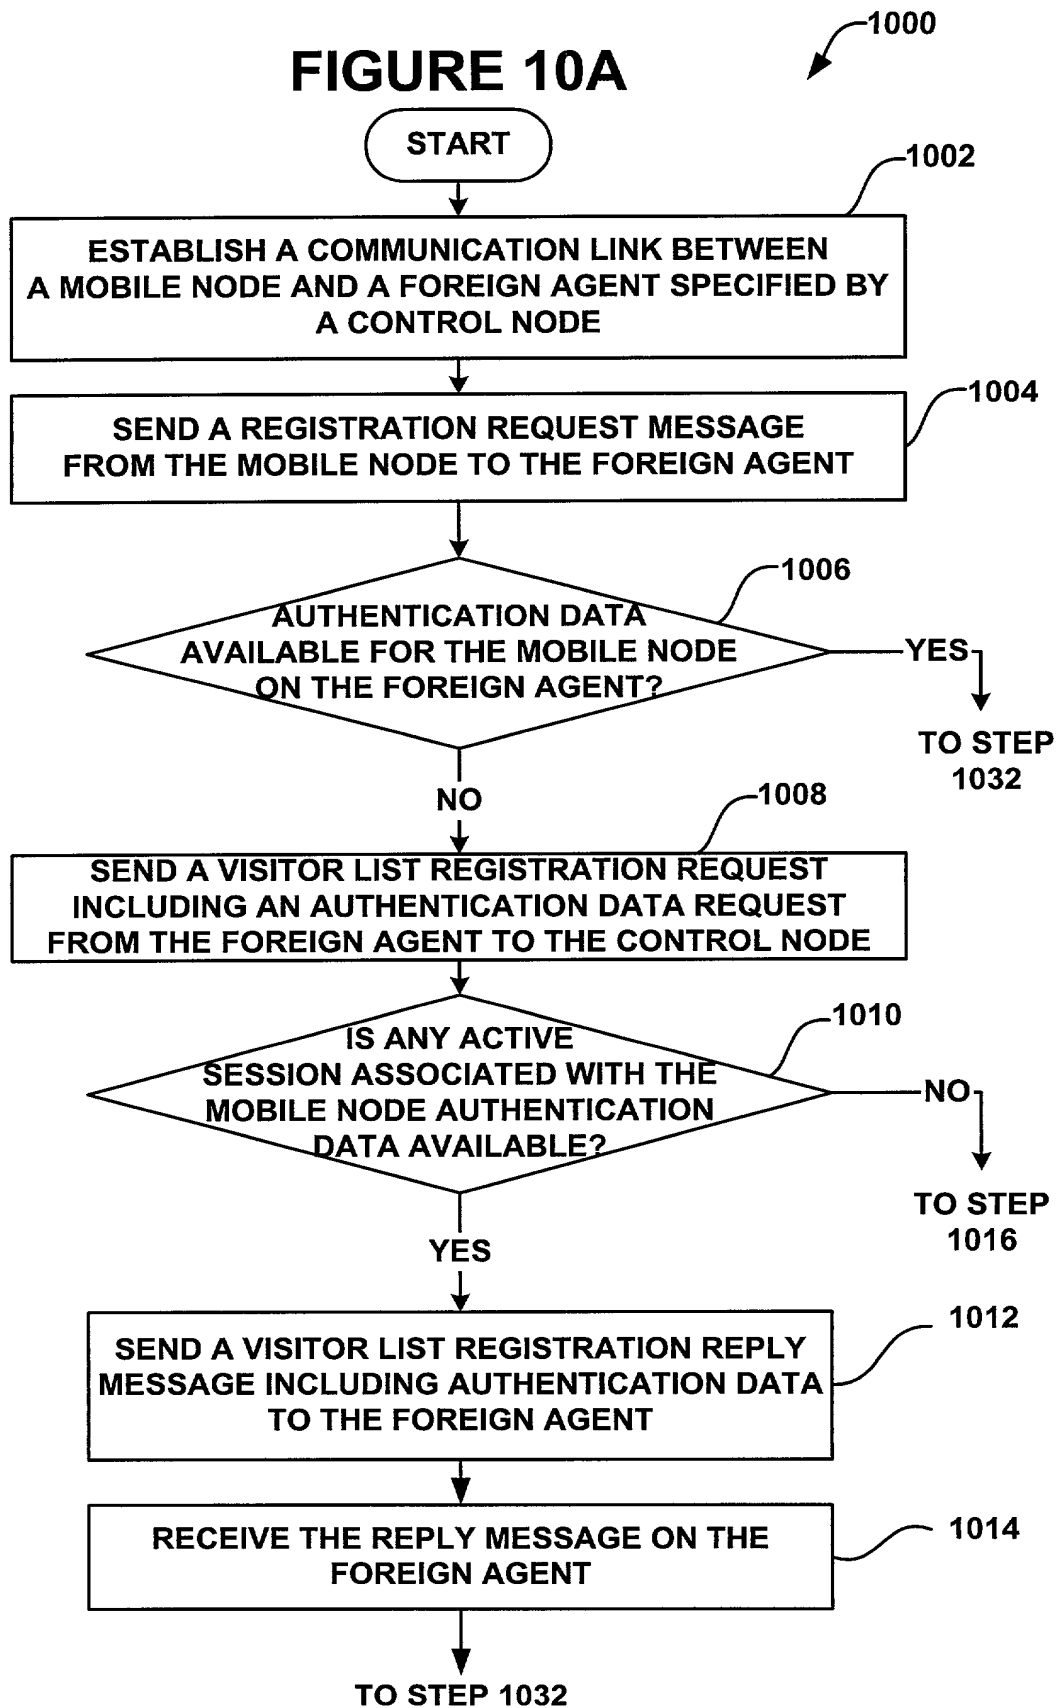 1000
FIGURE 10A
START
1002
ESTABLISH A COMMUNICATION LINK BETWEEN
A MOBILE NODE AND A FOREIGN AGENT SPECIFIED BY
A CONTROL NODE
1004
SEND A REGISTRATION REQUEST MESSAGE
FROM THE MOBILE NODE TO THE FOREIGN AGENT
1006
AUTHENTICATION DATA
AVAILABLE FOR THE MOBILE NODE
ON THE FOREIGN AGENT?
YES
TO STEP
1032
NO
1008
SEND A VISITOR LIST REGISTRATION REQUEST
INCLUDING AN AUTHENTICATION DATA REQUEST
FROM THE FOREIGN AGENT TO THE CONTROL NODE
1010
IS ANY ACTIVE
SESSION ASSOCIATED WITH THE
MOBILE NODE AUTHENTICATION
DATA AVAILABLE?
NO
TO STEP
1016
YES
1012
SEND A VISITOR LIST REGISTRATION REPLY
MESSAGE INCLUDING AUTHENTICATION DATA
TO THE FOREIGN AGENT
1014
RECEIVE THE REPLY MESSAGE ON THE
FOREIGN AGENT
TO STEP 1032